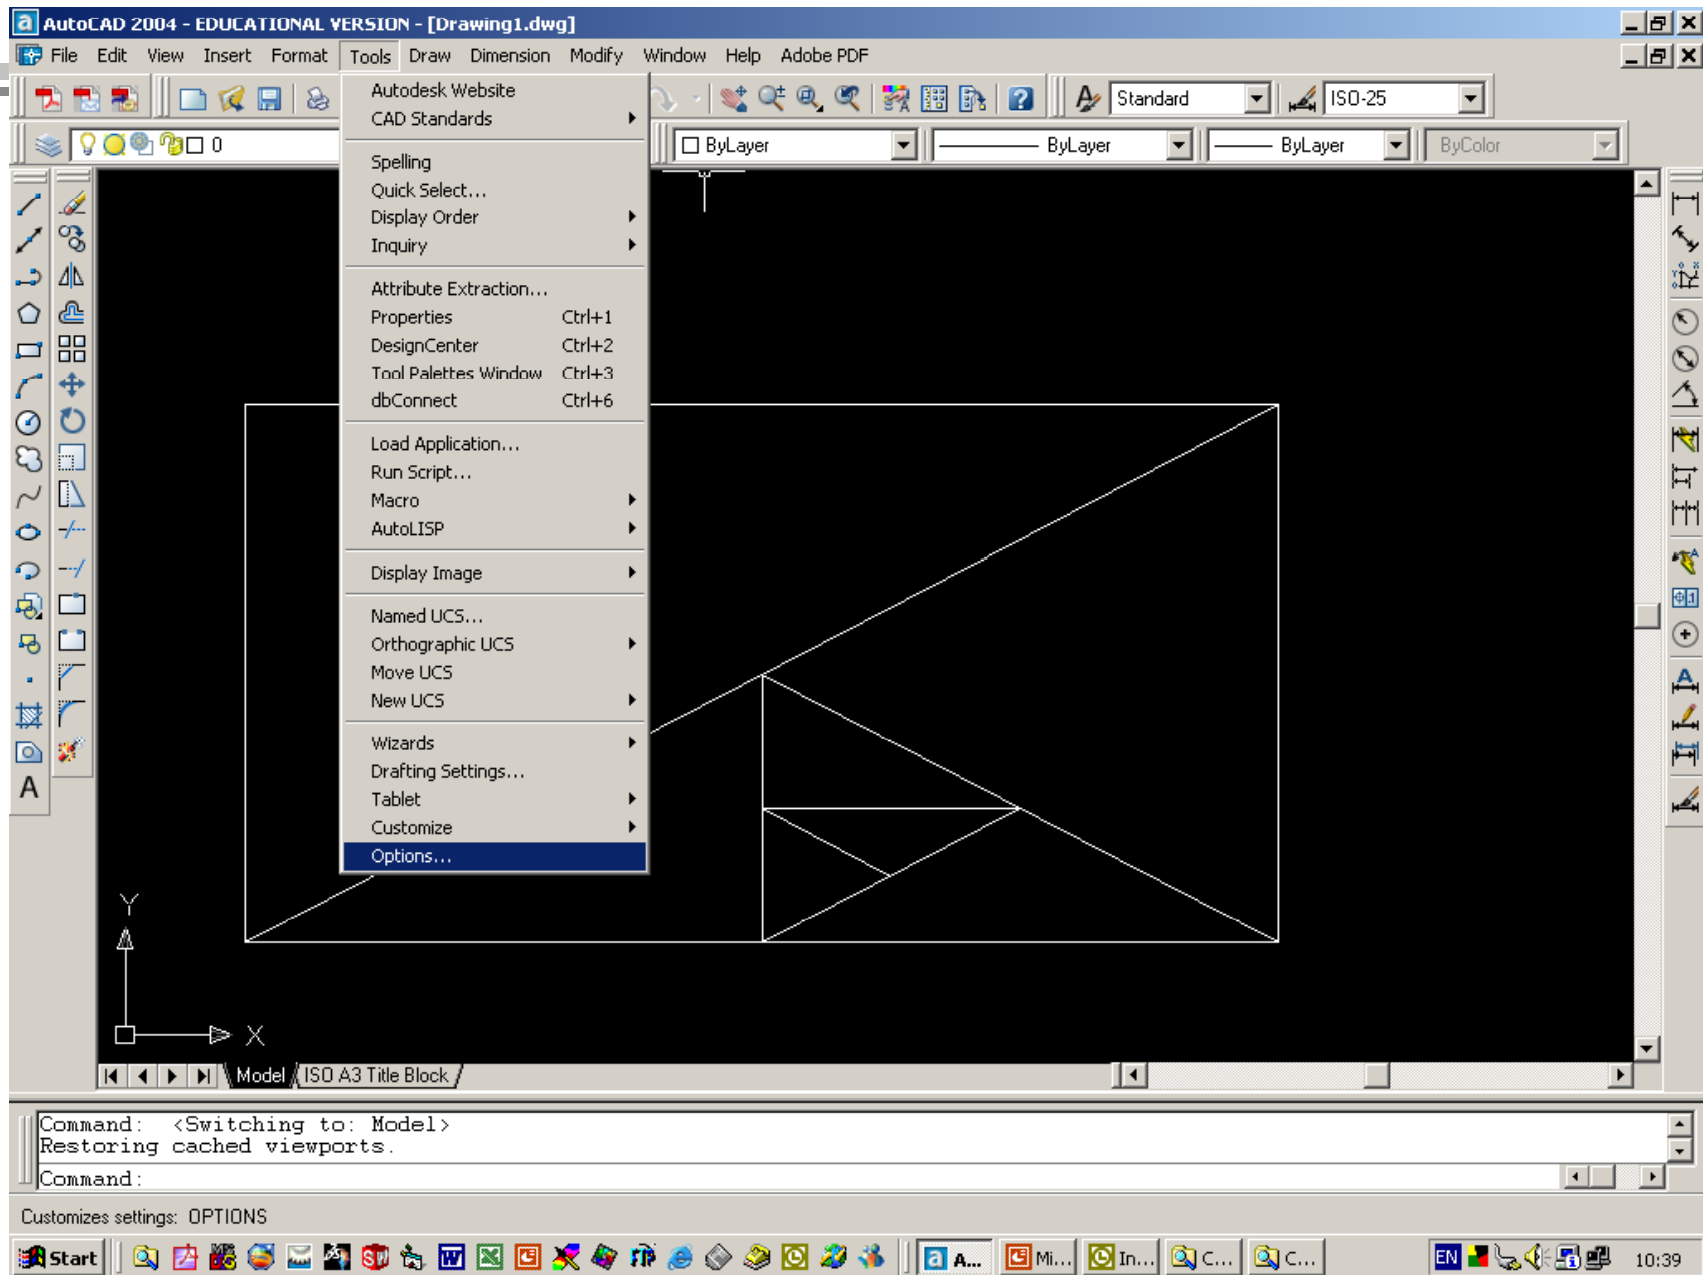 AutoCAD 2004 - EDUCATIONAL VERSION - [Drawing1.dwg]
File Edit View Insert Format Tools Draw Dimension Modify Window Help Adobe PDF
Standard ISO-25
0 ByLayer ByLayer ByLayer ByColor
Autodesk Website
CAD Standards
Spelling
Quick Select...
Display Order
Inquiry
Attribute Extraction...
Properties Ctrl+1
DesignCenter Ctrl+2
Tool Palettes Window Ctrl+3
dbConnect Ctrl+6
Load Application...
Run Script...
Macro
AutoLISP
Display Image
Named UCS...
Orthographic UCS
Move UCS
New UCS
Wizards
Drafting Settings...
Tablet
Customize
Options...
A
Y
X
Model ISO A3 Title Block
Command: <Switching to: Model>
Restoring cached viewports.
Command:
Customizes settings: OPTIONS
Start A... Mi... In... C... C... EN 10:39